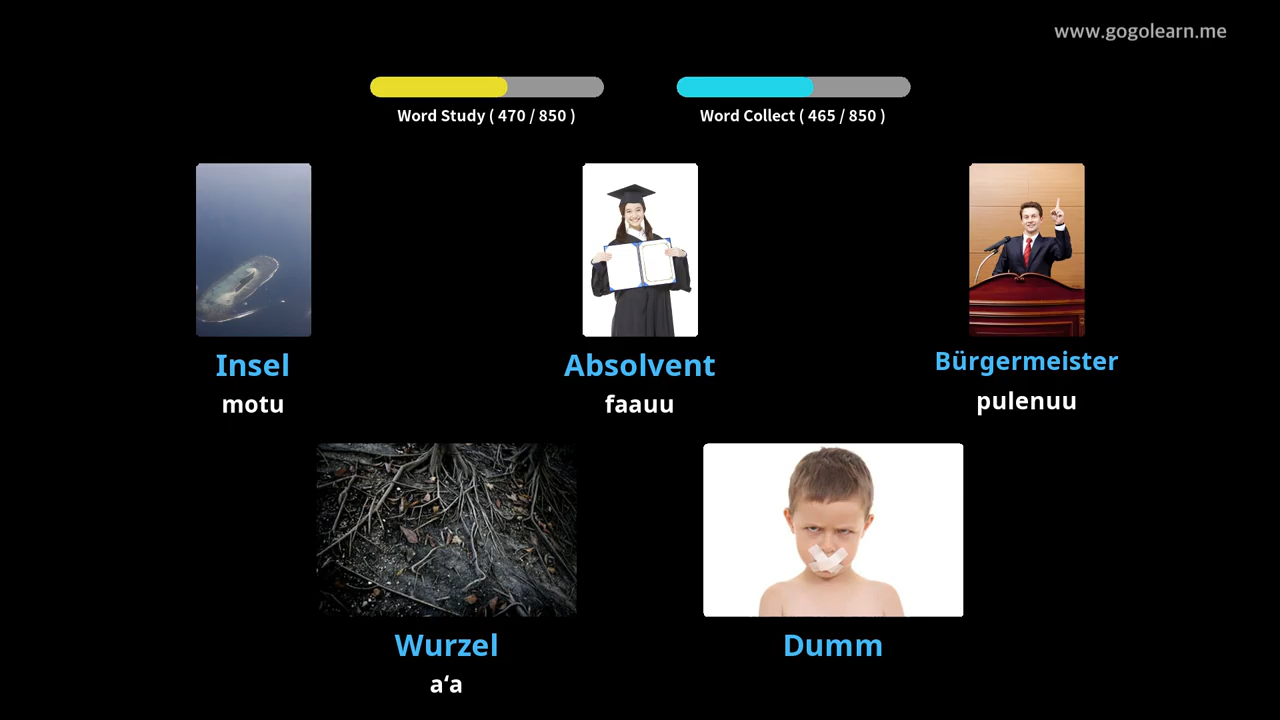 www.gogolearn.me
Word Study ( 470 / 850 )
Word Collect ( 465 / 850 )
Insel
motu
Absolvent
faauu
Bürgermeister
pulenuu
Wurzel
a‘a
Dumm